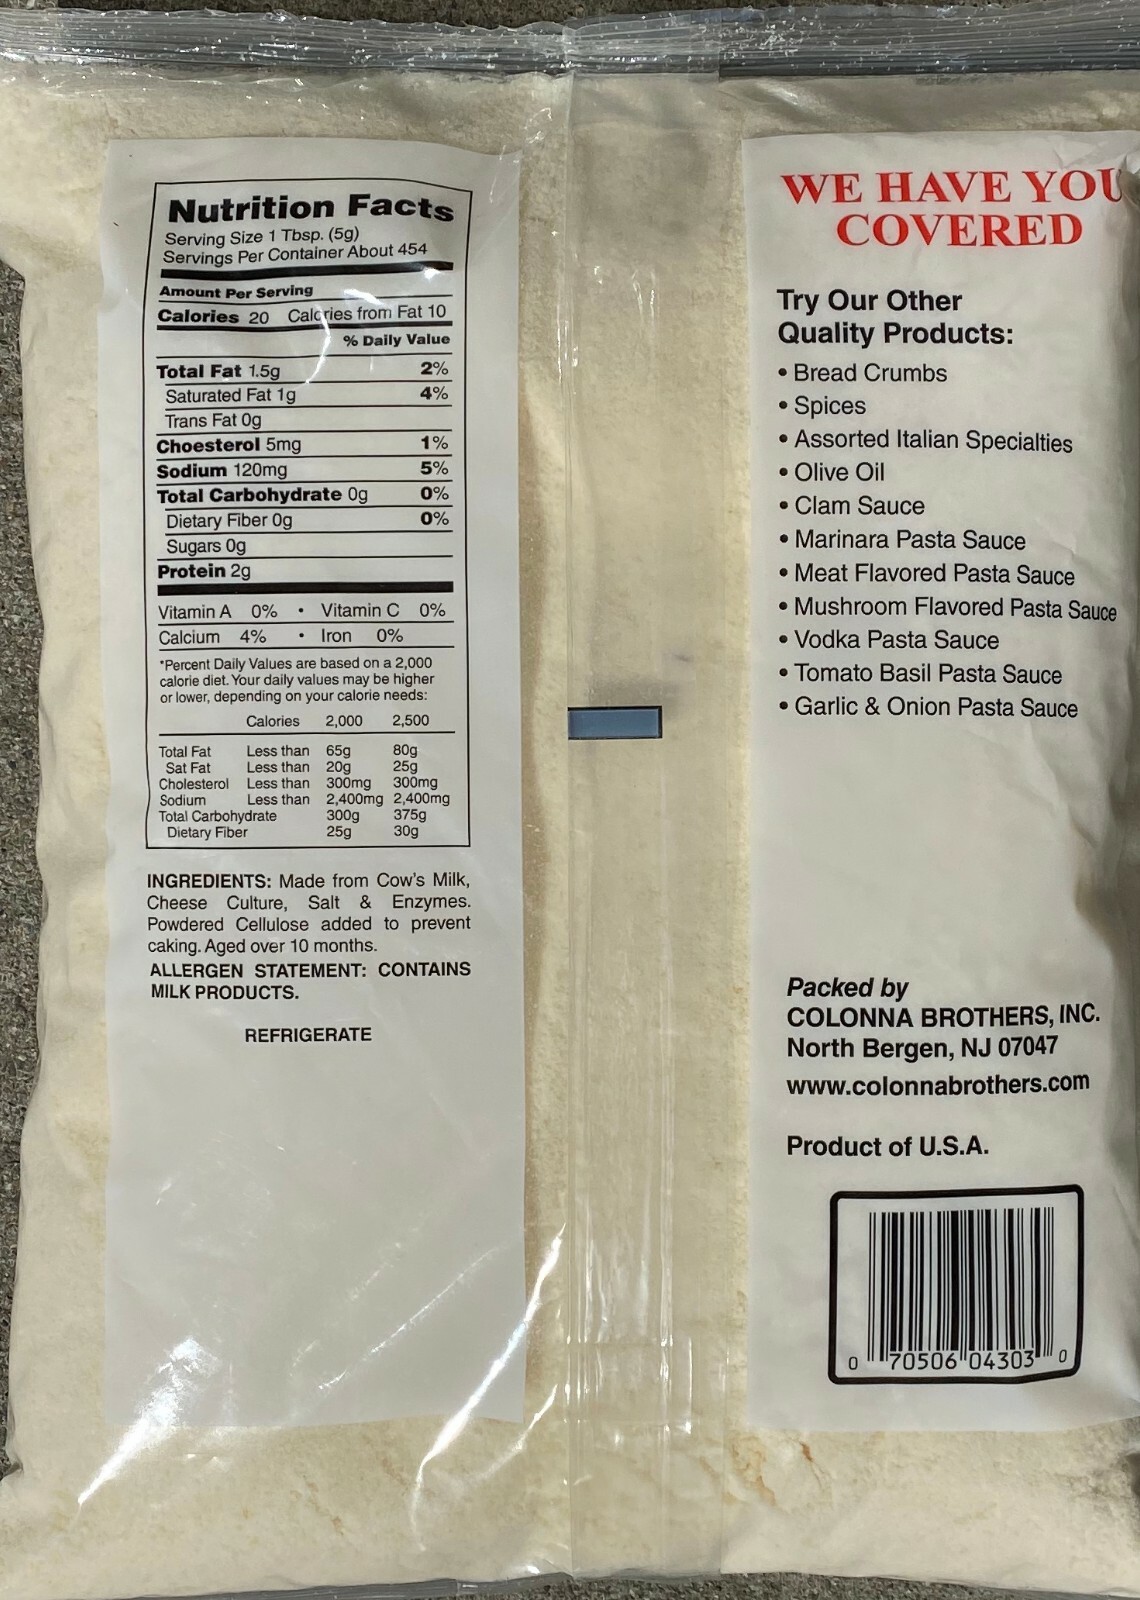 Nutrition Facts
Serving Size 1 Tbsp. (5g)
Servings Per Container About 454
Amount Per Serving
Calories 20 Calories from Fat 10
% Daily Value
Total Fat 1.5g 2%
Saturated Fat 1g 4%
Trans Fat 0g
Choesterol 5mg 1%
Sodium 120mg 5%
Total Carbohydrate 0g 0%
Dietary Fiber 0g 0%
Sugars 0g
Protein 2g
Vitamin A 0% • Vitamin C 0%
Calcium 4% • Iron 0%
*Percent Daily Values are based on a 2,000
calorie diet. Your daily values may be higher
or lower, depending on your calorie needs:
Calories 2,000 2,500
Total Fat Less than 65g 80g
Sat Fat Less than 20g 25g
Cholesterol Less than 300mg 300mg
Sodium Less than 2,400mg 2,400mg
Total Carbohydrate 300g 375g
Dietary Fiber 25g 30g
INGREDIENTS: Made from Cow's Milk,
Cheese Culture, Salt & Enzymes.
Powdered Cellulose added to prevent
caking. Aged over 10 months.
ALLERGEN STATEMENT: CONTAINS
MILK PRODUCTS.
REFRIGERATE
WE HAVE YOU
COVERED
Try Our Other
Quality Products:
• Bread Crumbs
• Spices
• Assorted Italian Specialties
• Olive Oil
• Clam Sauce
• Marinara Pasta Sauce
• Meat Flavored Pasta Sauce
• Mushroom Flavored Pasta Sauce
• Vodka Pasta Sauce
• Tomato Basil Pasta Sauce
• Garlic & Onion Pasta Sauce
Packed by
COLONNA BROTHERS, INC.
North Bergen, NJ 07047
www.colonnabrothers.com
Product of U.S.A.
0 70506 04303 0